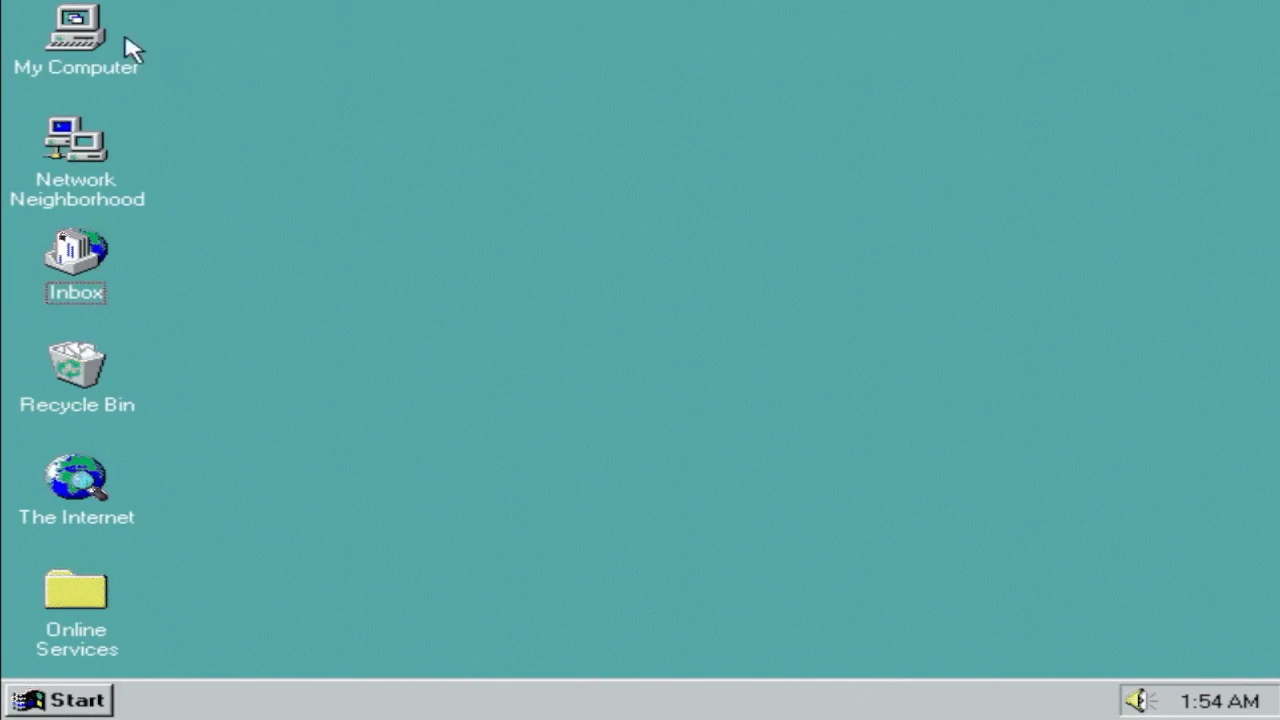 My Computer
Network
Neighborhood
Inbox
Recycle Bin
The Internet
Online
Services
Start
1:54 AM